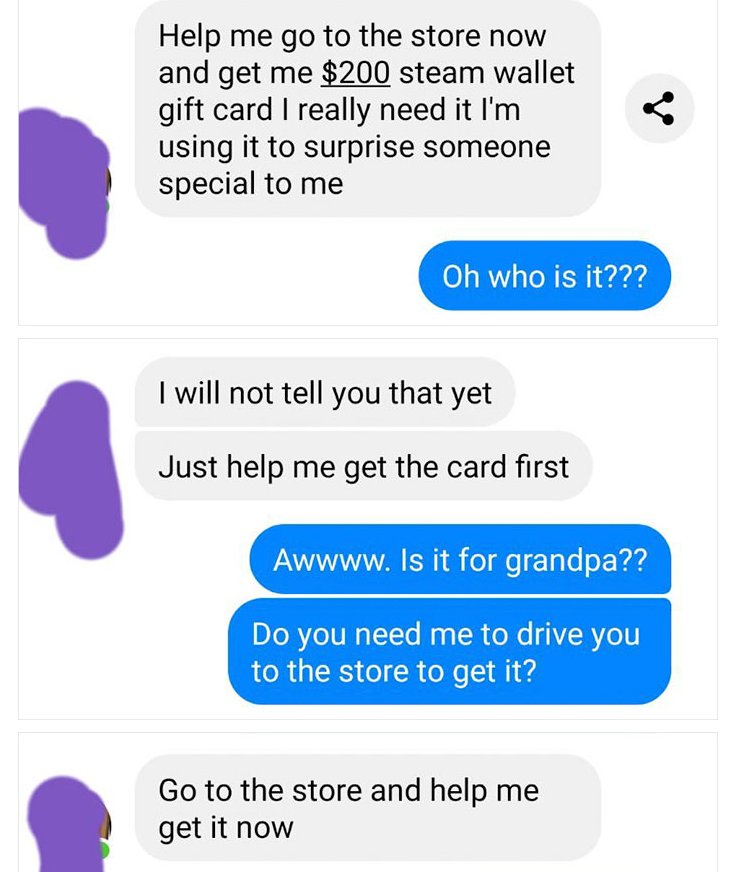 Help me go to the store now
and get me $200 steam wallet
gift card I really need it I'm
using it to surprise someone
special to me
Oh who is it???
I will not tell you that yet
Just help me get the card first
Awwww. Is it for grandpa??
Do you need me to drive you
to the store to get it?
Go to the store and help me
get it now